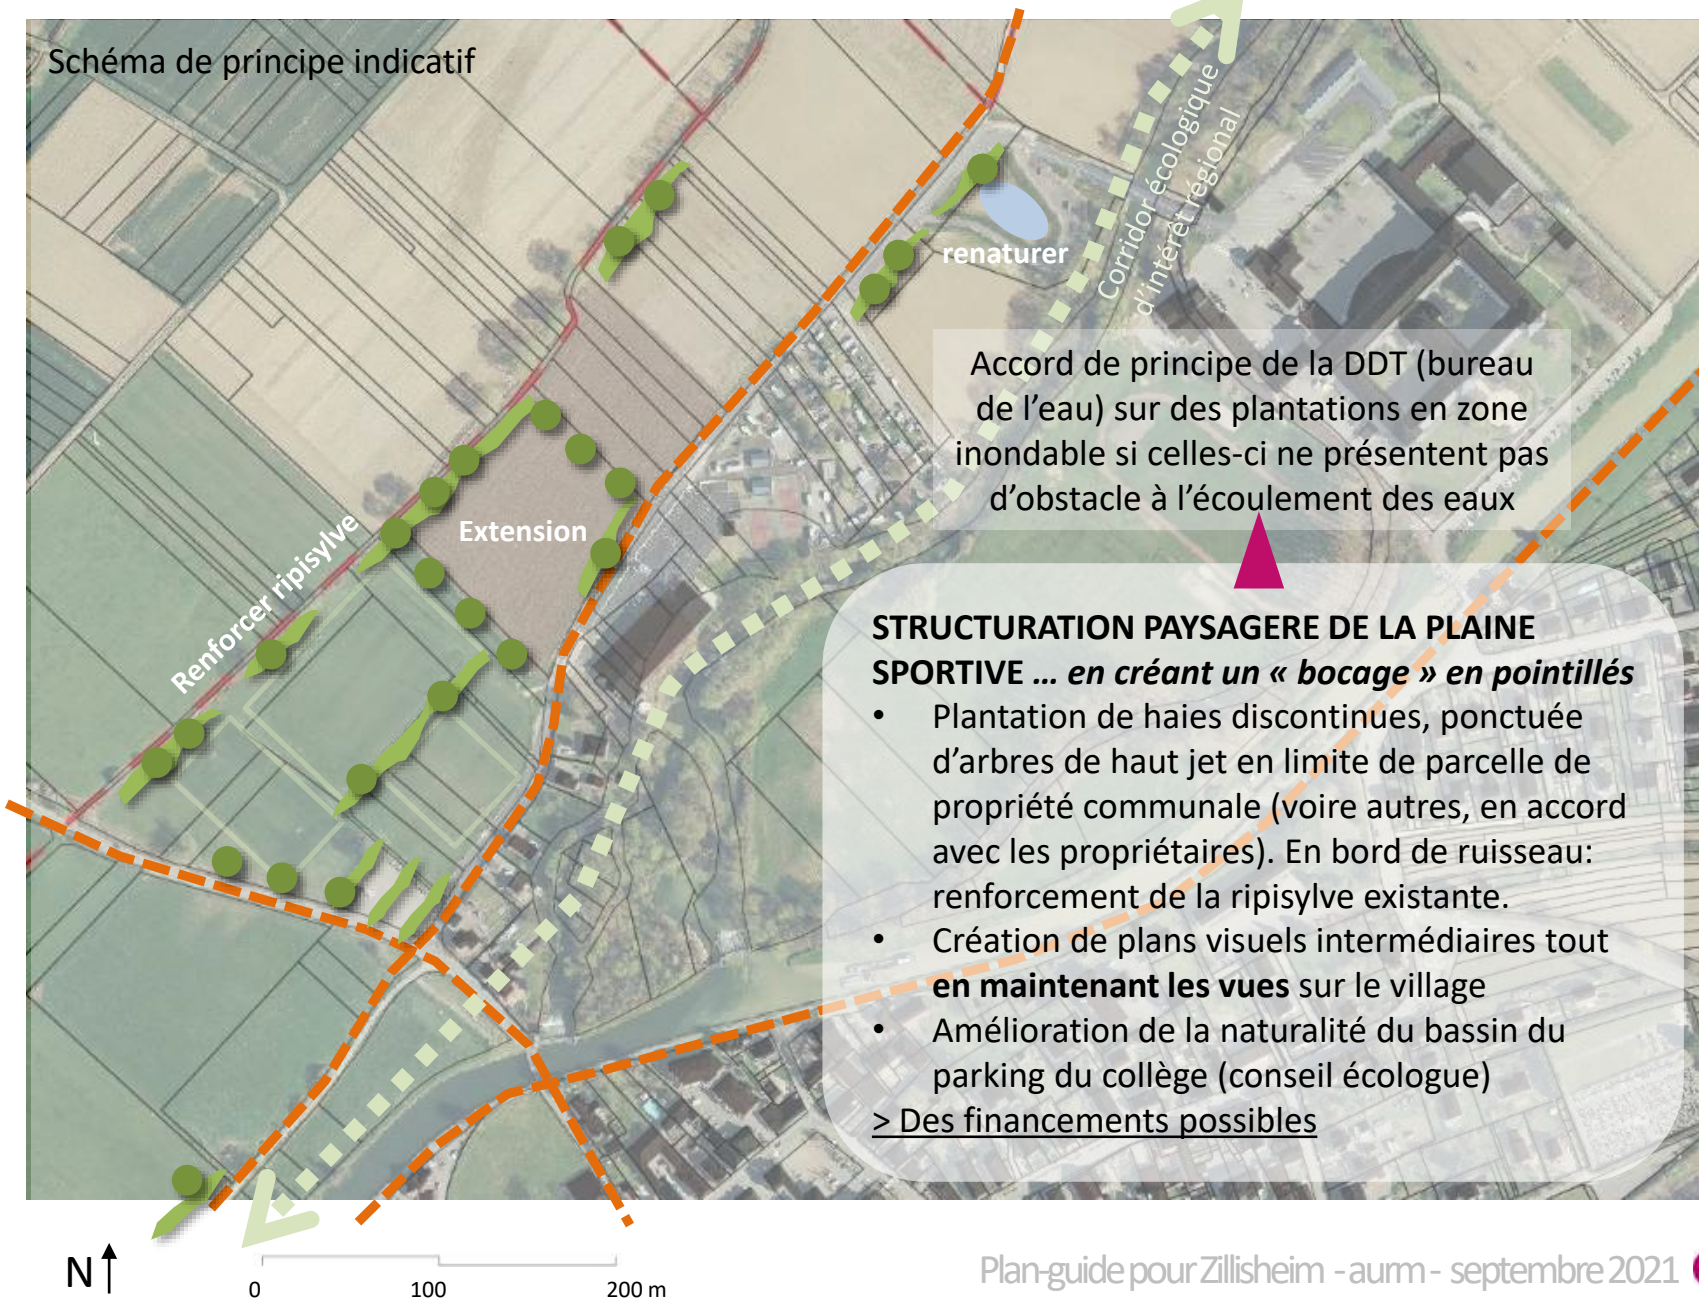 Schéma de principe indicatif
Corridor écologique
d'intérêt régional
renaturer
Accord de principe de la DDT (bureau
de l'eau) sur des plantations en zone
inondable si celles-ci ne présentent pas
d'obstacle à l'écoulement des eaux
Extension
Renforcer ripisylve
STRUCTURATION PAYSAGERE DE LA PLAINE
SPORTIVE ... en créant un « bocage » en pointillés
• Plantation de haies discontinues, ponctuée
d'arbres de haut jet en limite de parcelle de
propriété communale (voire autres, en accord
avec les propriétaires). En bord de ruisseau:
renforcement de la ripisylve existante.
• Création de plans visuels intermédiaires tout
en maintenant les vues sur le village
• Amélioration de la naturalité du bassin du
parking du collège (conseil écologue)
> Des financements possibles
N
0 100 200 m
Plan-guide pour Zillisheim - aurm - septembre 2021